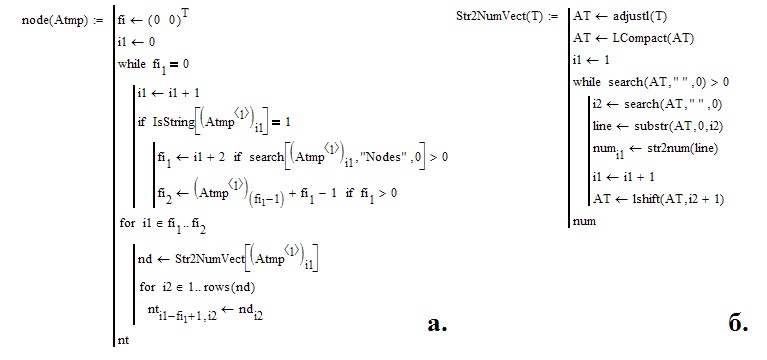 node(Atmp) := fi ← (0 0)^T
i1 ← 0
while fi_1 = 0
i1 ← i1 + 1
if IsString[(Atmp^⟨1⟩)_i1] = 1
fi_1 ← i1 + 2 if search[(Atmp^⟨1⟩)_i1,"Nodes",0] > 0
fi_2 ← (Atmp^⟨1⟩)_(fi_1−1) + fi_1 − 1 if fi_1 > 0
for i1 ∈ fi_1..fi_2
nd ← Str2NumVect[(Atmp^⟨1⟩)_i1]
for i2 ∈ 1..rows(nd)
nt_i1−fi_1+1,i2 ← nd_i2
nt
а.
Str2NumVect(T) := AT ← adjustl(T)
AT ← LCompact(AT)
i1 ← 1
while search(AT," ",0) > 0
i2 ← search(AT," ",0)
line ← substr(AT,0,i2)
num_i1 ← str2num(line)
i1 ← i1 + 1
AT ← lshift(AT,i2 + 1)
num
б.